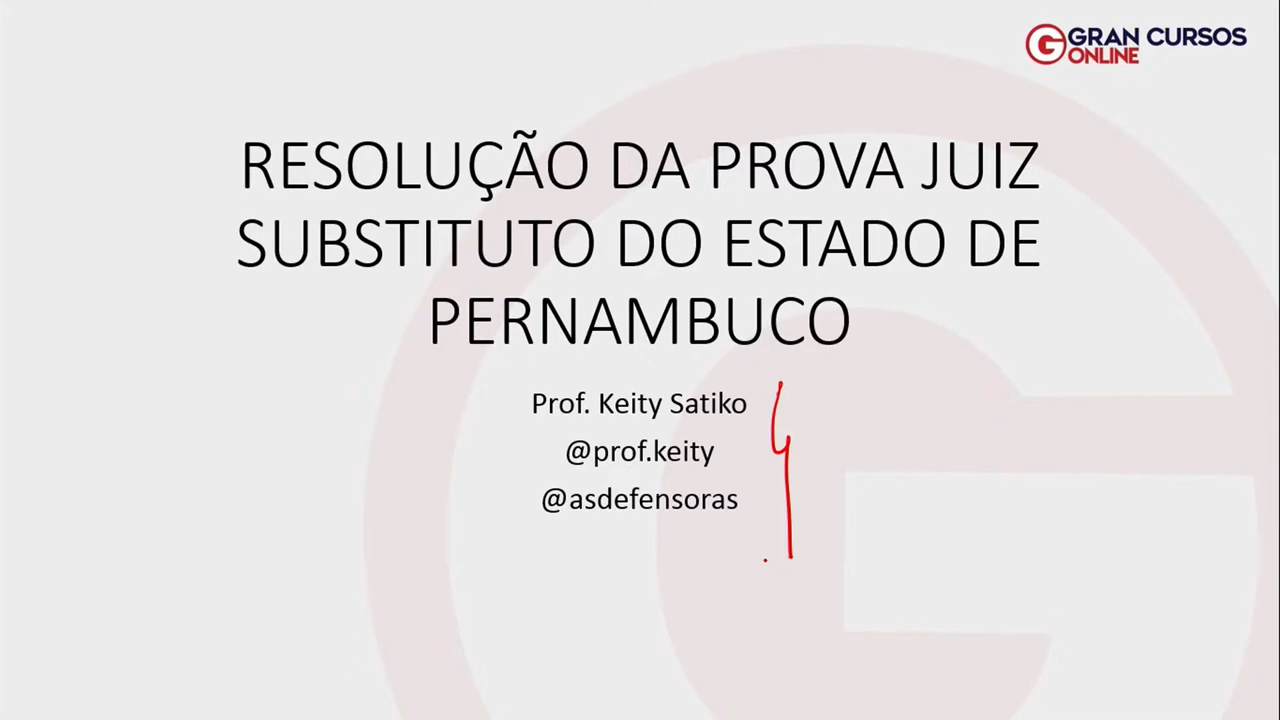 GRAN CURSOS
ONLINE
RESOLUÇÃO DA PROVA JUIZ
SUBSTITUTO DO ESTADO DE
PERNAMBUCO
Prof. Keity Satiko
@prof.keity
@asdefensoras